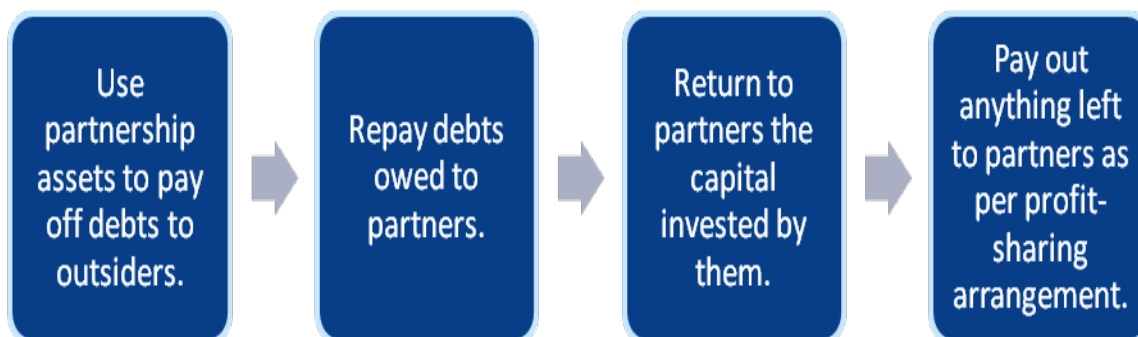 Use
partnership
assets to pay
off debts to
outsiders.
Repay debts
owed to
partners.
Return to
partners the
capital
invested by
them.
Pay out
anything left
to partners as
per profit-
sharing
arrangement.